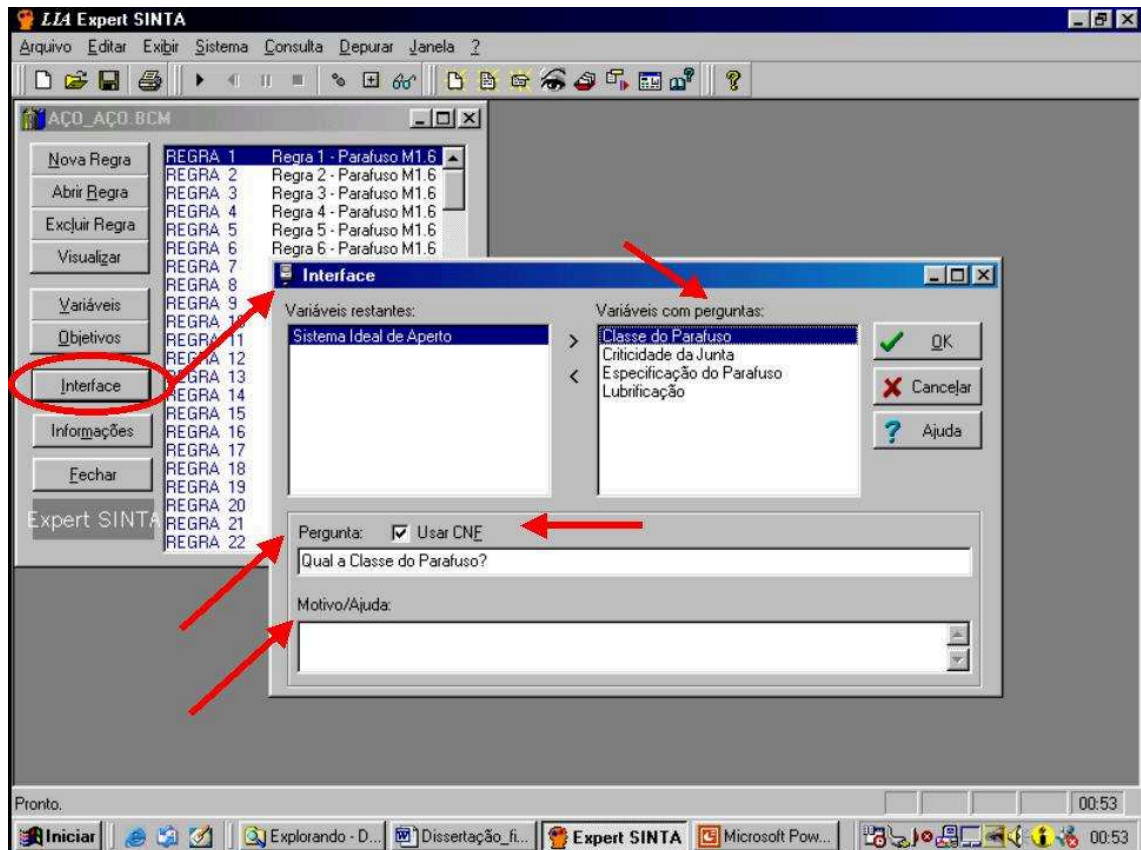 LIA Expert SINTA
Arquivo Editar Exibir Sistema Consulta Depurar Janela ?
AÇO_AÇO.BCM
Nova Regra
Abrir Regra
Excluir Regra
Visualizar
Variáveis
Objetivos
Interface
Informações
Fechar
Expert SINTA
REGRA 1 Regra 1 - Parafuso M1.6
REGRA 2 Regra 2 - Parafuso M1.6
REGRA 3 Regra 3 - Parafuso M1.6
REGRA 4 Regra 4 - Parafuso M1.6
REGRA 5 Regra 5 - Parafuso M1.6
REGRA 6 Regra 6 - Parafuso M1.6
REGRA 7
REGRA 8
REGRA 9
REGRA 10
REGRA 11
REGRA 12
REGRA 13
REGRA 14
REGRA 15
REGRA 16
REGRA 17
REGRA 18
REGRA 19
REGRA 20
REGRA 21
REGRA 22
Interface
Variáveis restantes:
Sistema Ideal de Aperto
>
<
Variáveis com perguntas:
Classe do Parafuso
Criticidade da Junta
Especificação do Parafuso
Lubrificação
OK
Cancelar
Ajuda
Pergunta: Usar CNF
Qual a Classe do Parafuso?
Motivo/Ajuda:
Pronto. 00:53
Iniciar Explorando - D... Dissertação_fi... Expert SINTA Microsoft Pow... 00:53